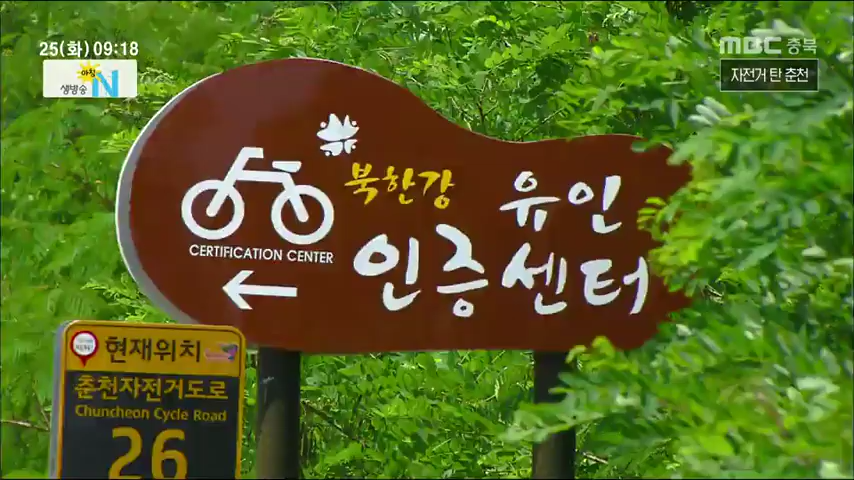 25(화) 09:18
MBC 충북
생방송 아침 N
자전거 탄 춘천
북한강 유인
인증센터
CERTIFICATION CENTER
현재위치
춘천자전거도로
Chuncheon Cycle Road
26